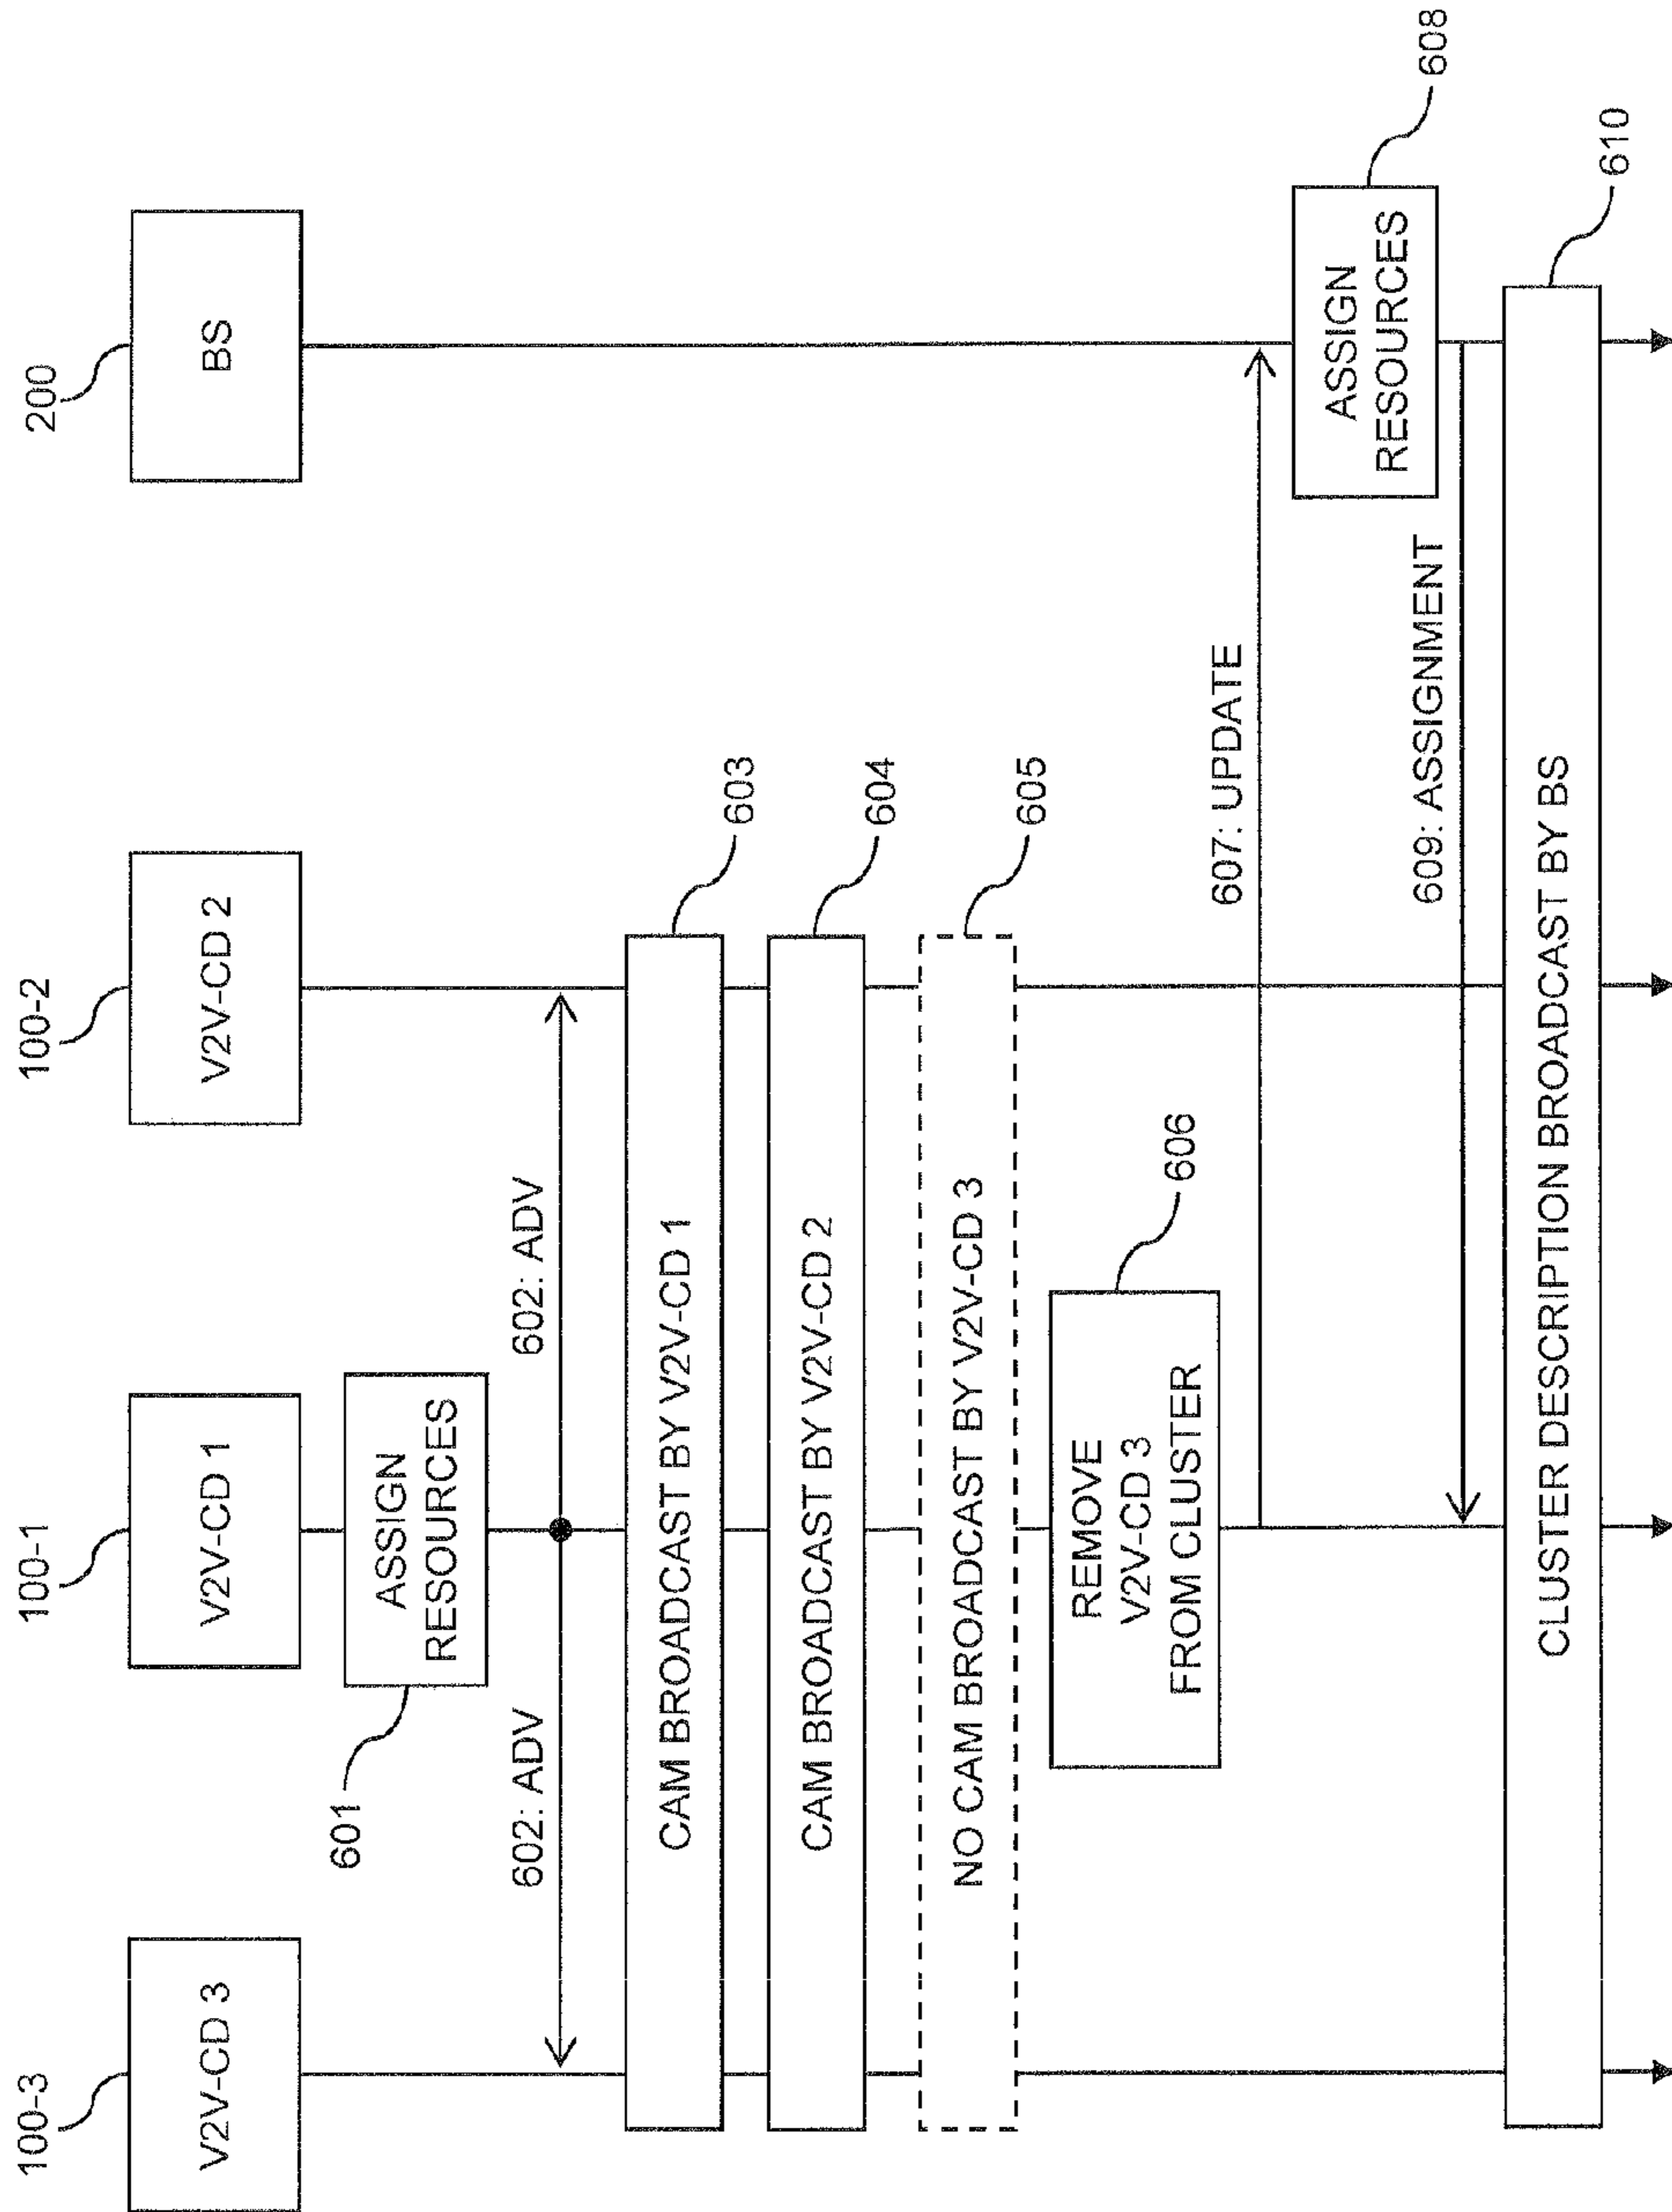 100-3
100-1
100-2
200
V2V-CD 3
V2V-CD 1
V2V-CD 2
BS
601
ASSIGN
RESOURCES
602: ADV
602: ADV
CAM BROADCAST BY V2V-CD 1
603
CAM BROADCAST BY V2V-CD 2
604
NO CAM BROADCAST BY V2V-CD 3
605
REMOVE
V2V-CD 3
FROM CLUSTER
606
607: UPDATE
ASSIGN
RESOURCES
608
609: ASSIGNMENT
CLUSTER DESCRIPTION BROADCAST BY BS
610